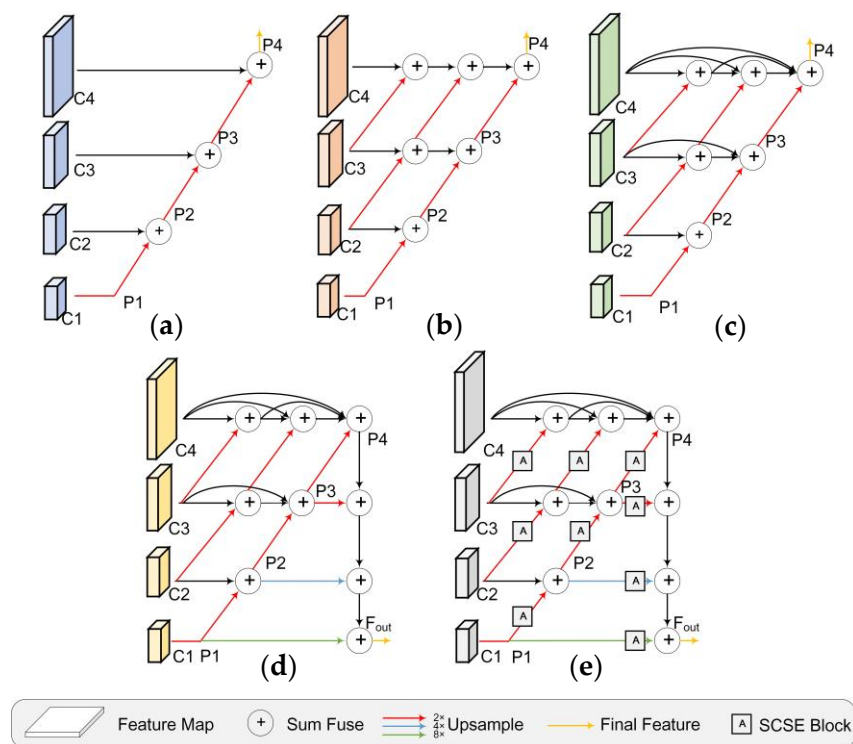 P4
+
C4
P3
+
C3
P2
+
C2
C1
P1
(a)
P4
+
+
+
C4
P3
+
+
C3
P2
+
C2
C1
P1
(b)
P4
+
+
+
C4
P3
+
+
C3
P2
+
C2
C1
P1
(c)
+
+
+
P4
C4
P3
+
+
+
C3
P2
+
+
C2
Fout
+
C1 P1
(d)
+
+
+
P4
C4
A
A
A
P3
+
+
A
+
C3
A
A
P2
+
A
+
C2
A
Fout
A
+
C1 P1
(e)
Feature Map
+
Sum Fuse
2×
4×
8×
Upsample
Final Feature
A
SCSE Block